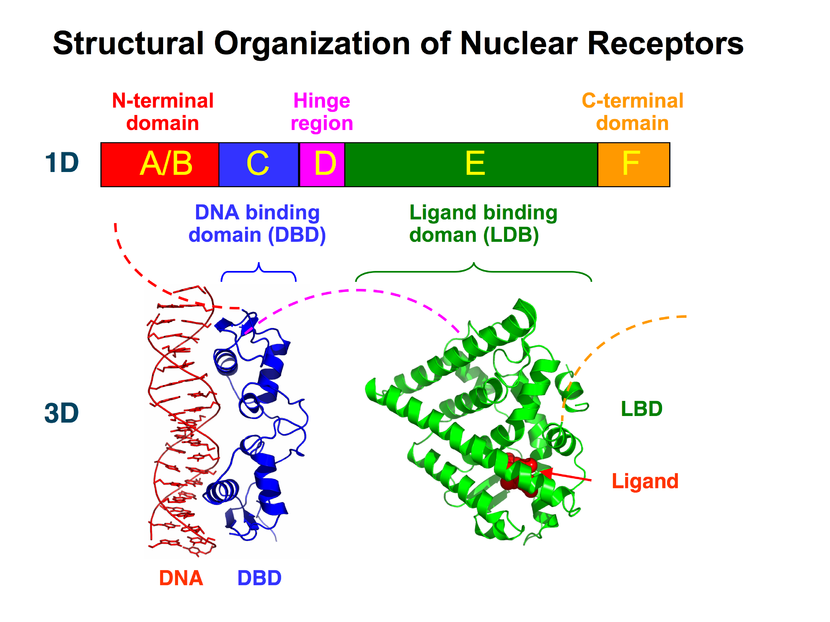 Structural Organization of Nuclear Receptors
N-terminal
domain
Hinge
region
C-terminal
domain
1D
A/B
C
D
E
F
DNA binding
domain (DBD)
Ligand binding
doman (LDB)
3D
LBD
Ligand
DNA
DBD